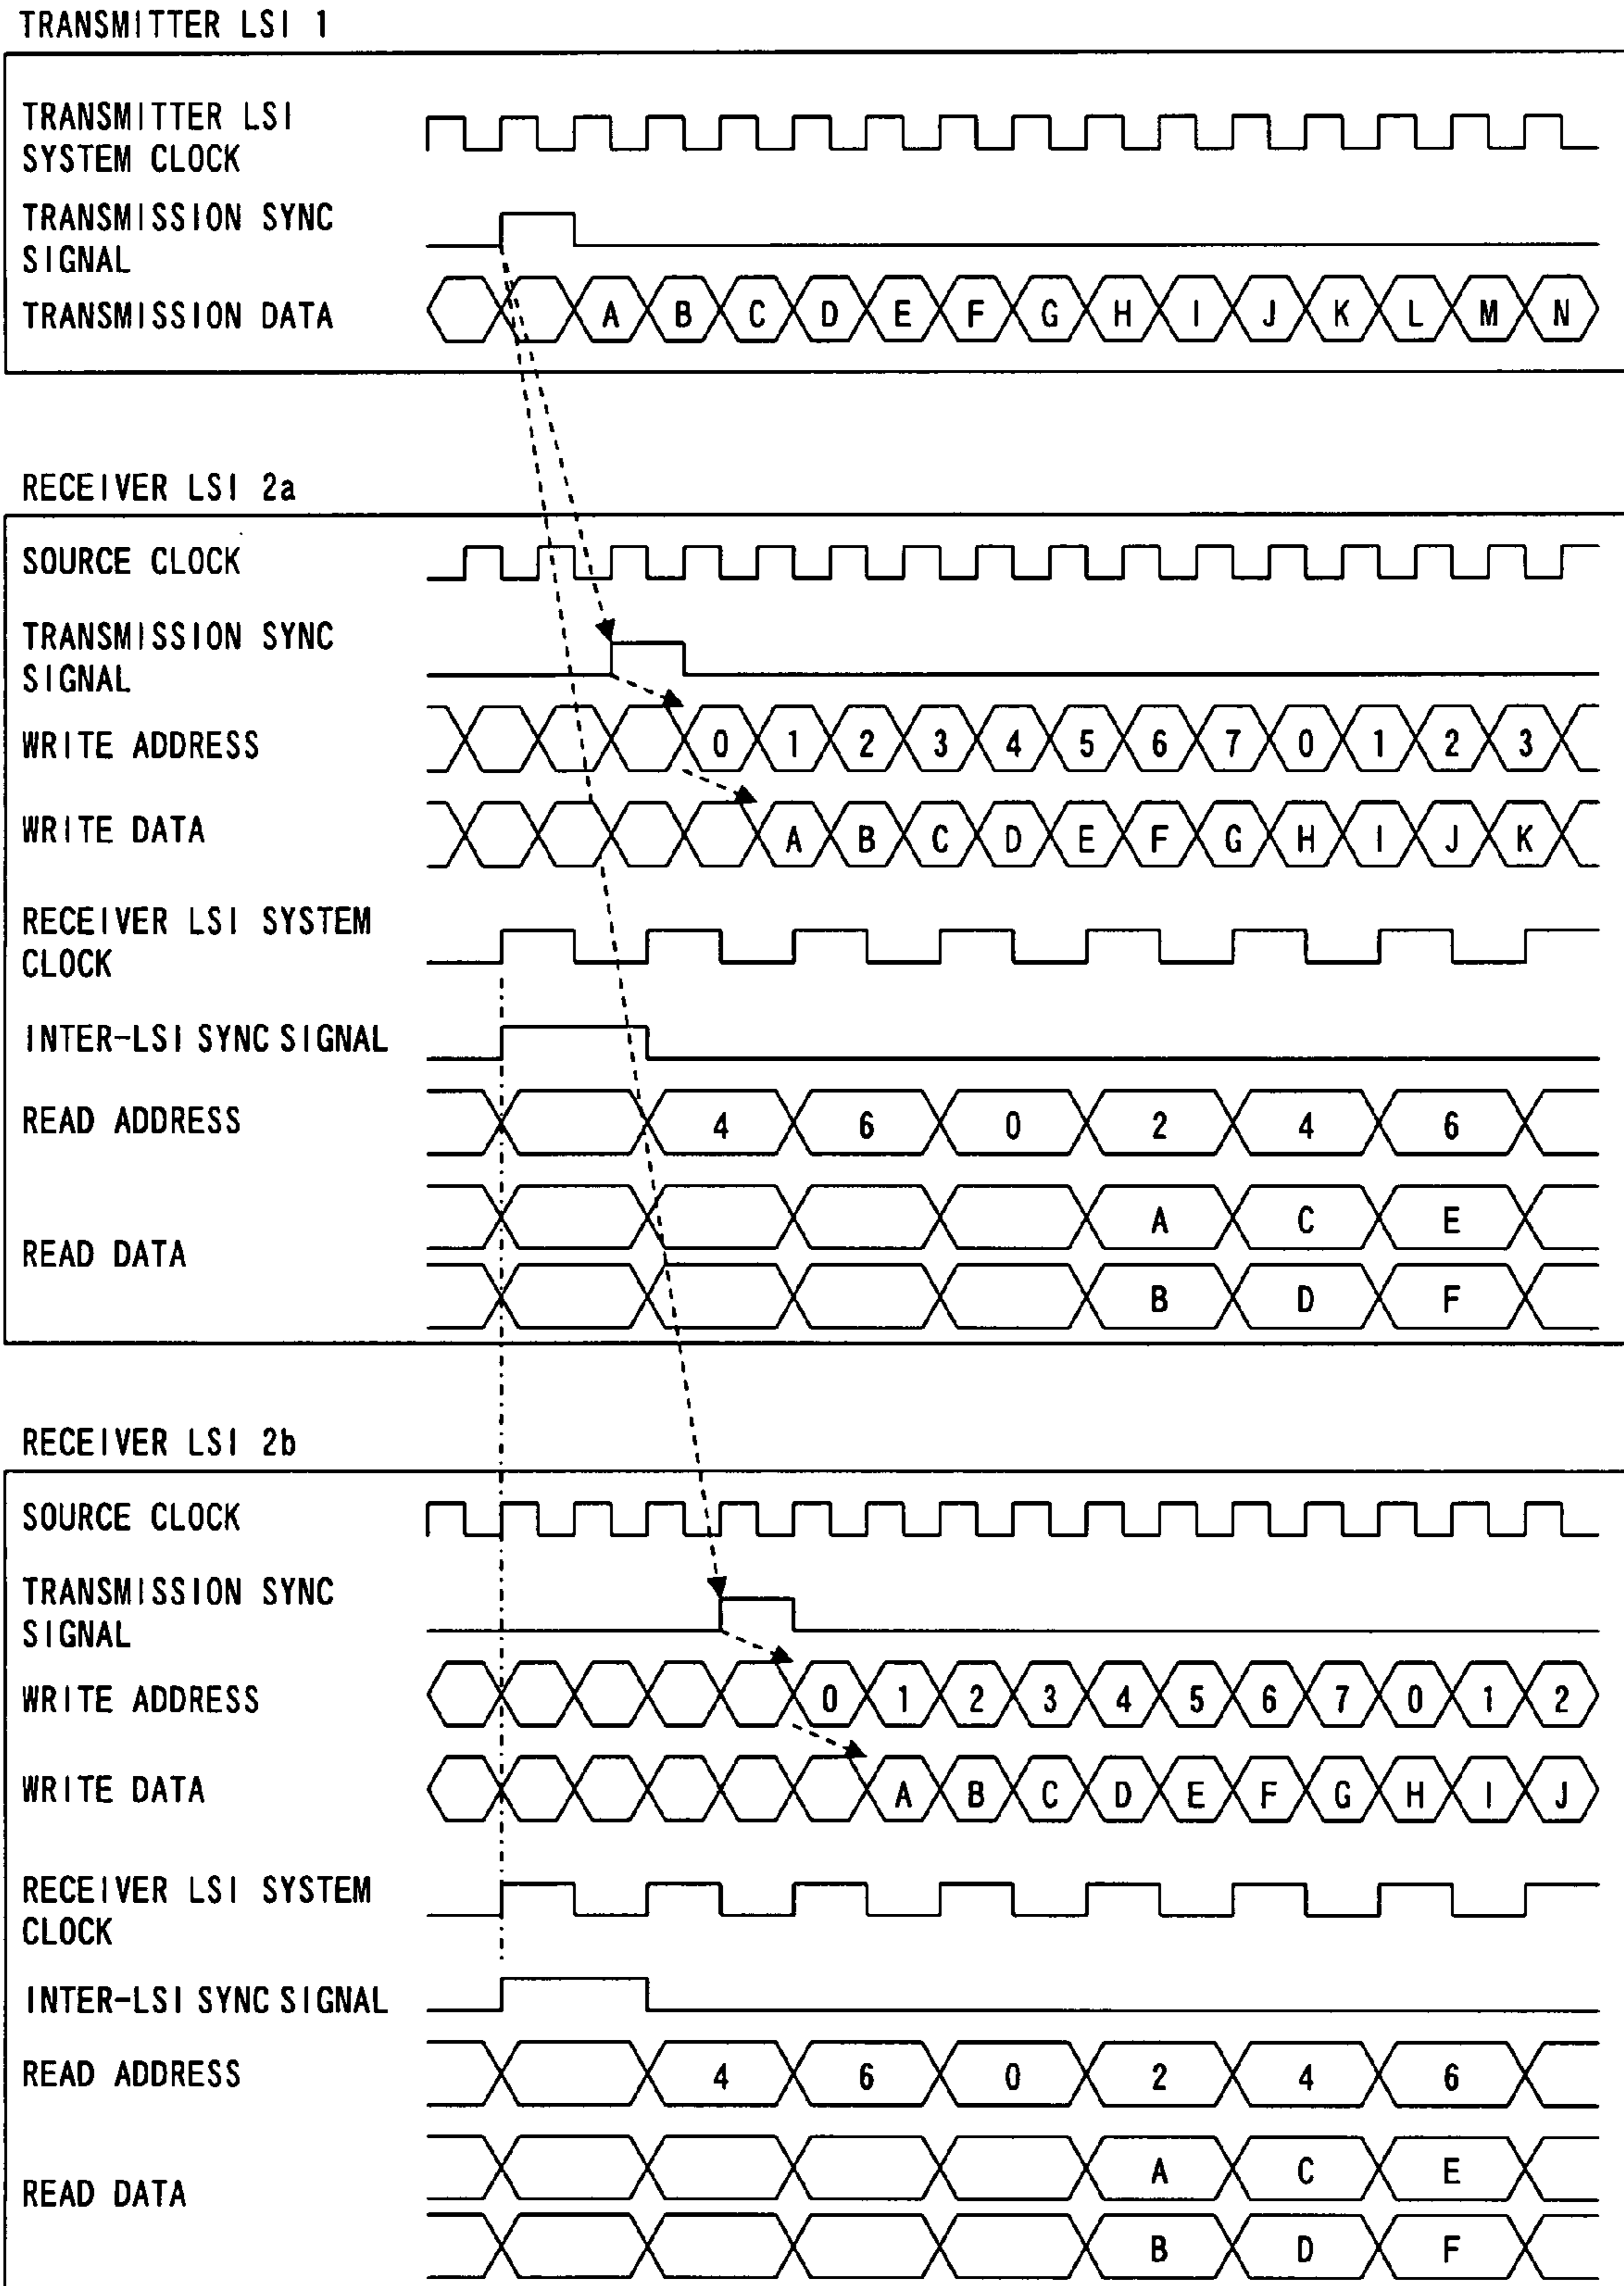 TRANSMITTER LSI 1
TRANSMITTER LSI
SYSTEM CLOCK
TRANSMISSION SYNC
SIGNAL
TRANSMISSION DATA A B C D E F G H I J K L M N
RECEIVER LSI 2a
SOURCE CLOCK
TRANSMISSION SYNC
SIGNAL
WRITE ADDRESS 0 1 2 3 4 5 6 7 0 1 2 3
WRITE DATA A B C D E F G H I J K
RECEIVER LSI SYSTEM
CLOCK
INTER-LSI SYNC SIGNAL
READ ADDRESS 4 6 0 2 4 6
A C E
READ DATA
B D F
RECEIVER LSI 2b
SOURCE CLOCK
TRANSMISSION SYNC
SIGNAL
WRITE ADDRESS 0 1 2 3 4 5 6 7 0 1 2
WRITE DATA A B C D E F G H I J
RECEIVER LSI SYSTEM
CLOCK
INTER-LSI SYNC SIGNAL
READ ADDRESS 4 6 0 2 4 6
A C E
READ DATA
B D F